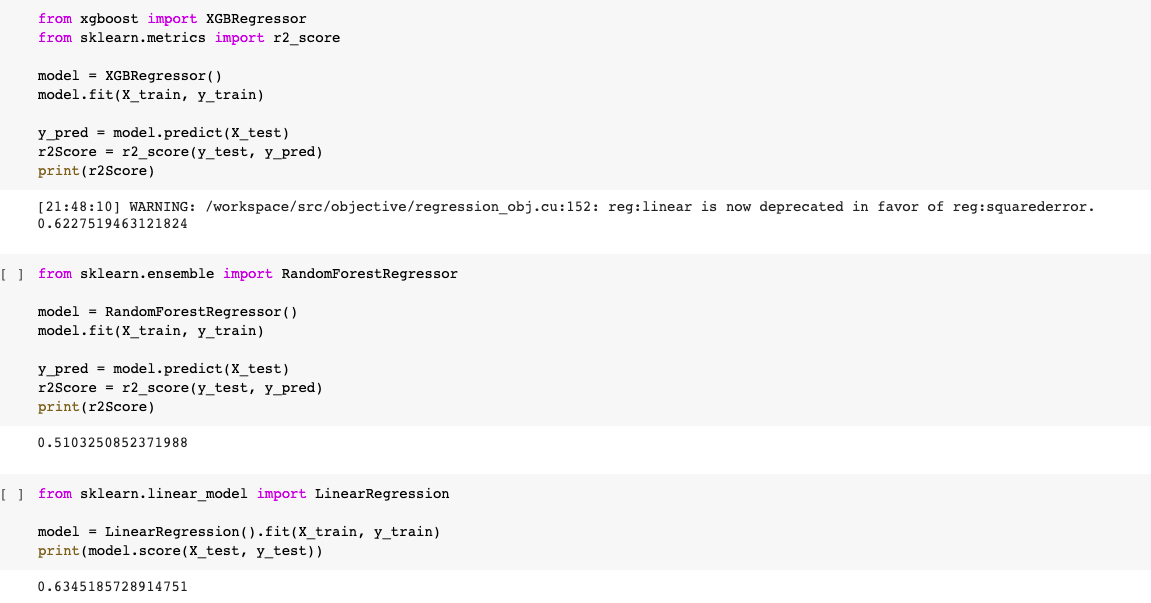 from xgboost import XGBRegressor
from sklearn.metrics import r2_score
model = XGBRegressor()
model.fit(X_train, y_train)
y_pred = model.predict(X_test)
r2Score = r2_score(y_test, y_pred)
print(r2Score)
[21:48:10] WARNING: /workspace/src/objective/regression_obj.cu:152: reg:linear is now deprecated in favor of reg:squarederror.
0.6227519463121824
[ ] from sklearn.ensemble import RandomForestRegressor
model = RandomForestRegressor()
model.fit(X_train, y_train)
y_pred = model.predict(X_test)
r2Score = r2_score(y_test, y_pred)
print(r2Score)
0.5103250852371988
[ ] from sklearn.linear_model import LinearRegression
model = LinearRegression().fit(X_train, y_train)
print(model.score(X_test, y_test))
0.6345185728914751